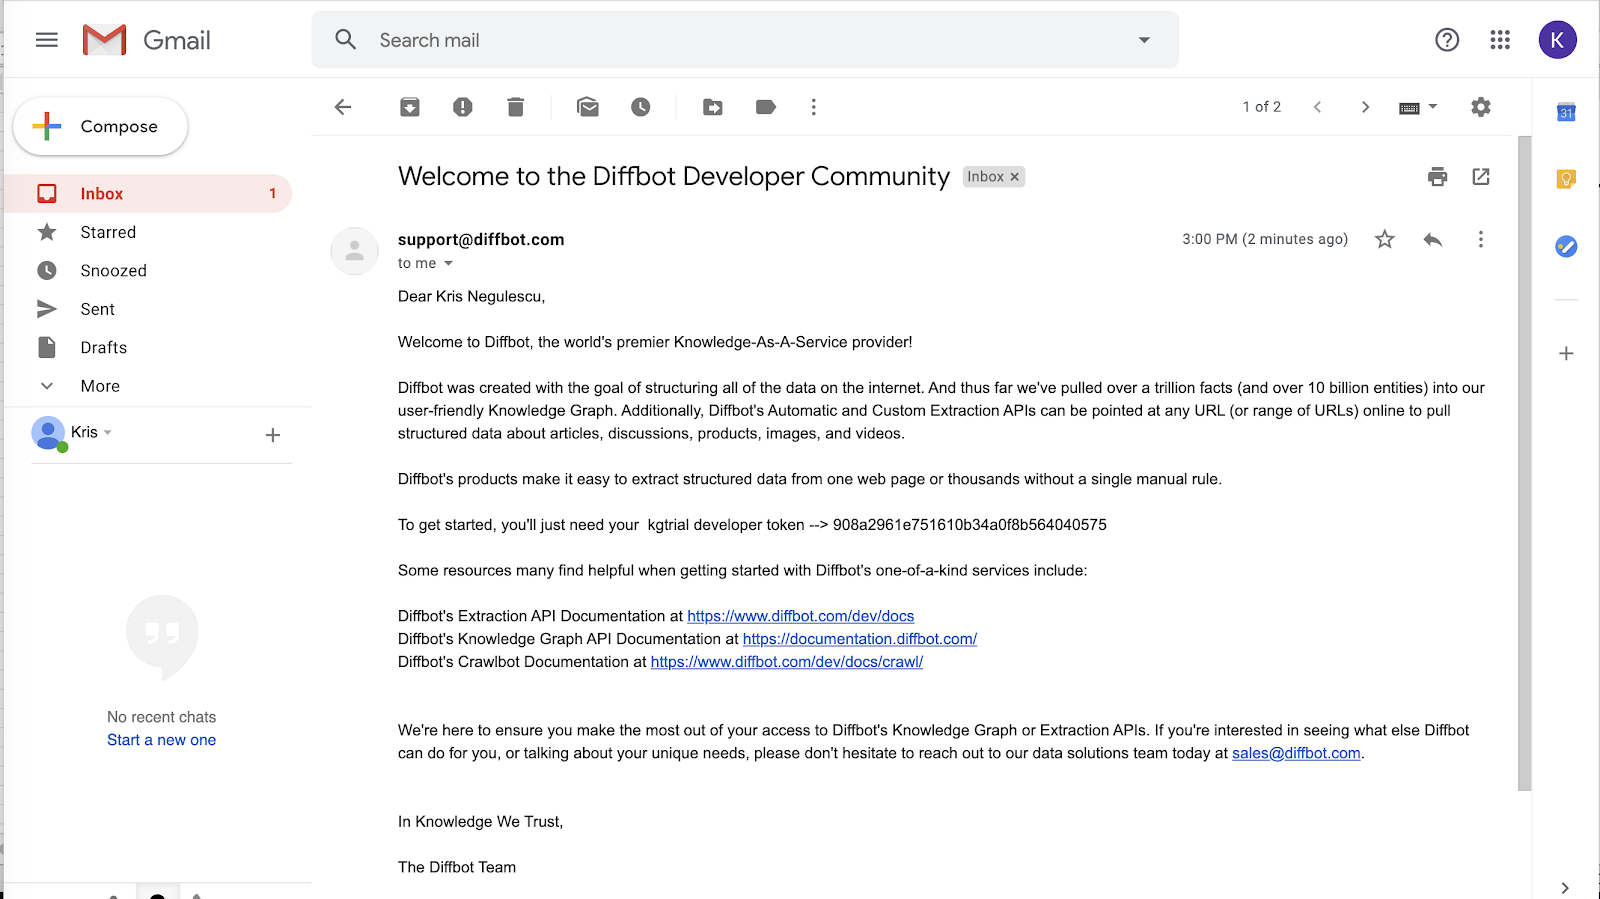 Gmail
Search mail
K
Compose
1 of 2
31
Inbox 1
Starred
Snoozed
Sent
Drafts
More
Kris
No recent chats
Start a new one
Welcome to the Diffbot Developer Community Inbox ×
support@diffbot.com 3:00 PM (2 minutes ago)
to me
Dear Kris Negulescu,
Welcome to Diffbot, the world's premier Knowledge-As-A-Service provider!
Diffbot was created with the goal of structuring all of the data on the internet. And thus far we've pulled over a trillion facts (and over 10 billion entities) into our
user-friendly Knowledge Graph. Additionally, Diffbot's Automatic and Custom Extraction APIs can be pointed at any URL (or range of URLs) online to pull
structured data about articles, discussions, products, images, and videos.
Diffbot's products make it easy to extract structured data from one web page or thousands without a single manual rule.
To get started, you'll just need your  kgtrial developer token --> 908a2961e751610b34a0f8b564040575
Some resources many find helpful when getting started with Diffbot's one-of-a-kind services include:
Diffbot's Extraction API Documentation at https://www.diffbot.com/dev/docs
Diffbot's Knowledge Graph API Documentation at https://documentation.diffbot.com/
Diffbot's Crawlbot Documentation at https://www.diffbot.com/dev/docs/crawl/
We're here to ensure you make the most out of your access to Diffbot's Knowledge Graph or Extraction APIs. If you're interested in seeing what else Diffbot
can do for you, or talking about your unique needs, please don't hesitate to reach out to our data solutions team today at sales@diffbot.com.
In Knowledge We Trust,
The Diffbot Team